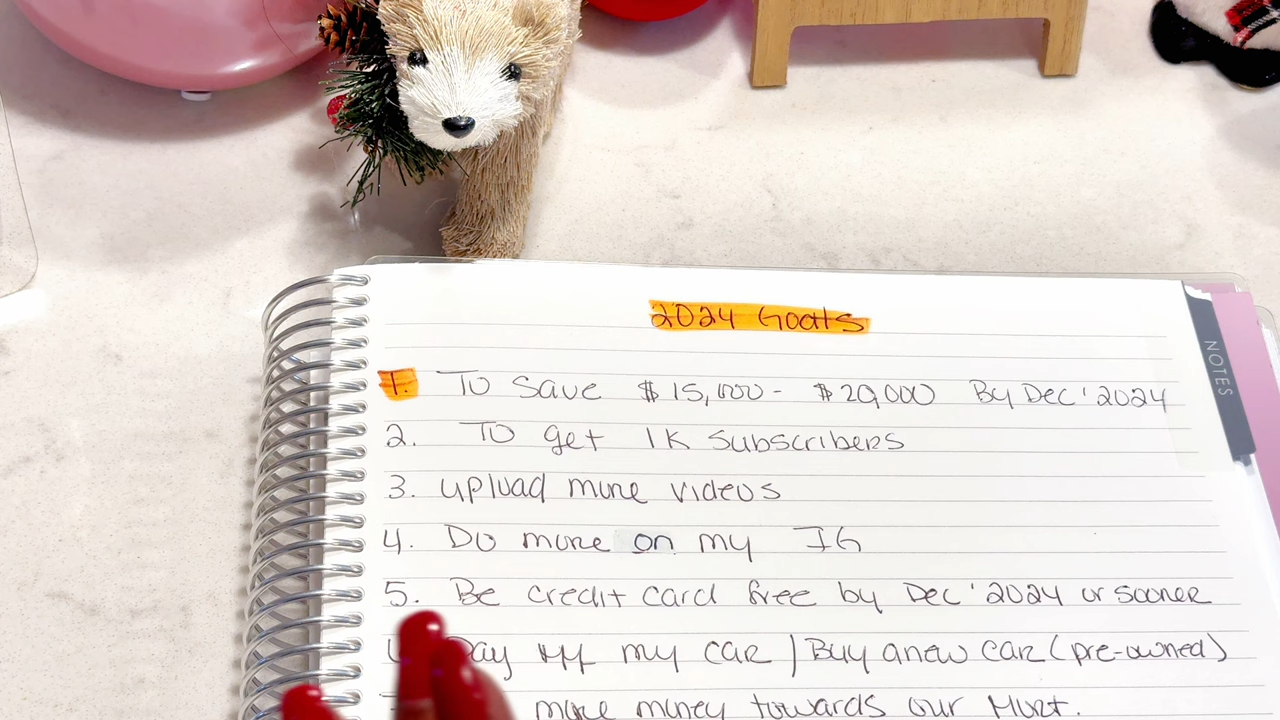 2024 Goals
1. To Save $15,000 - $20,000 By Dec '2024
2. To get 1K Subscribers
3. upload more videos
4. Do more on my IG
5. Be credit card free by Dec '2024 or sooner
Pay off my car / Buy a new car (pre-owned)
more money towards our Mort.
NOTES